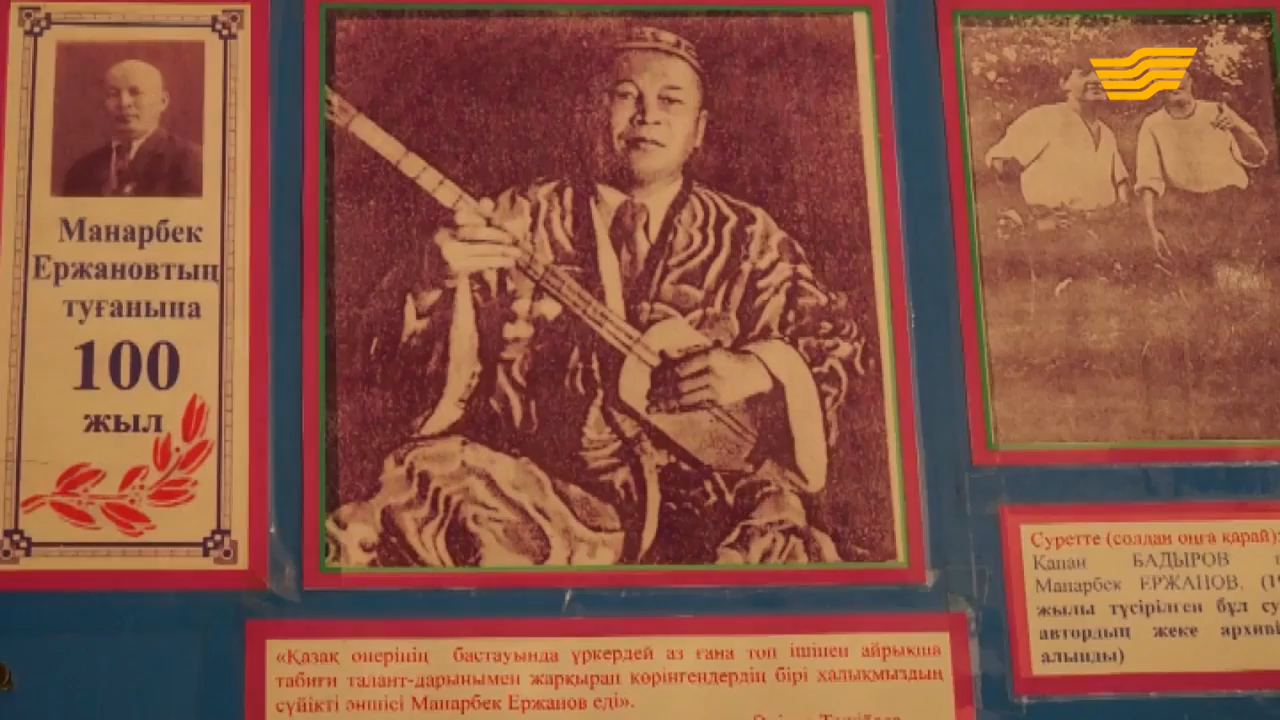 Манарбек
Ержановтың
туғанына
100
жыл
«Қазақ өнерінің бастауында үркердей аз ғана топ ішінен айрықша
табиғи талант-дарынымен жарқырап көрінгендердің бірі халқымыздың
сүйікті әншісі Манарбек Ержанов еді».
Суретте (солдан оңға қарай):
Қапан БАДЫРОВ
Манарбек ЕРЖАНОВ.
жылы түсірілген бұл
автордың жеке
алынды)